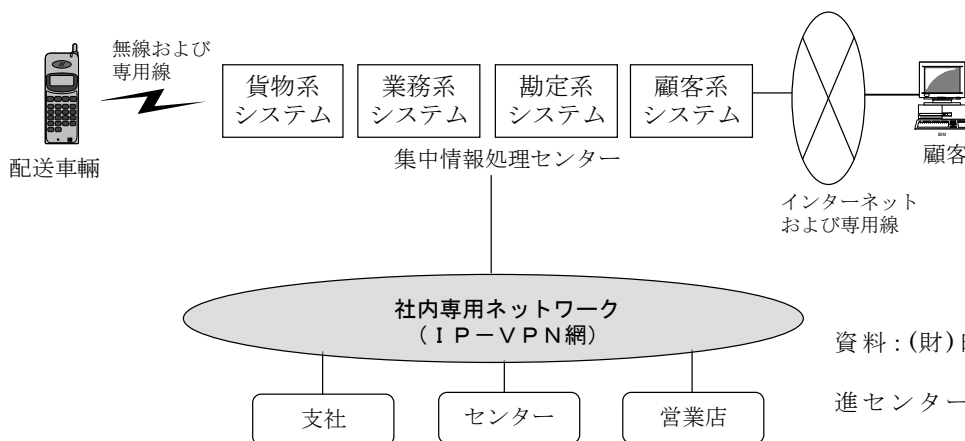 無線および
専用線
配送車輌
貨物系
システム
業務系
システム
勘定系
システム
顧客系
システム
集中情報処理センター
インターネット
および専用線
顧客
社内専用ネットワーク
(IP-VPN網)
支社
センター
営業店
資料:(財)
進センター